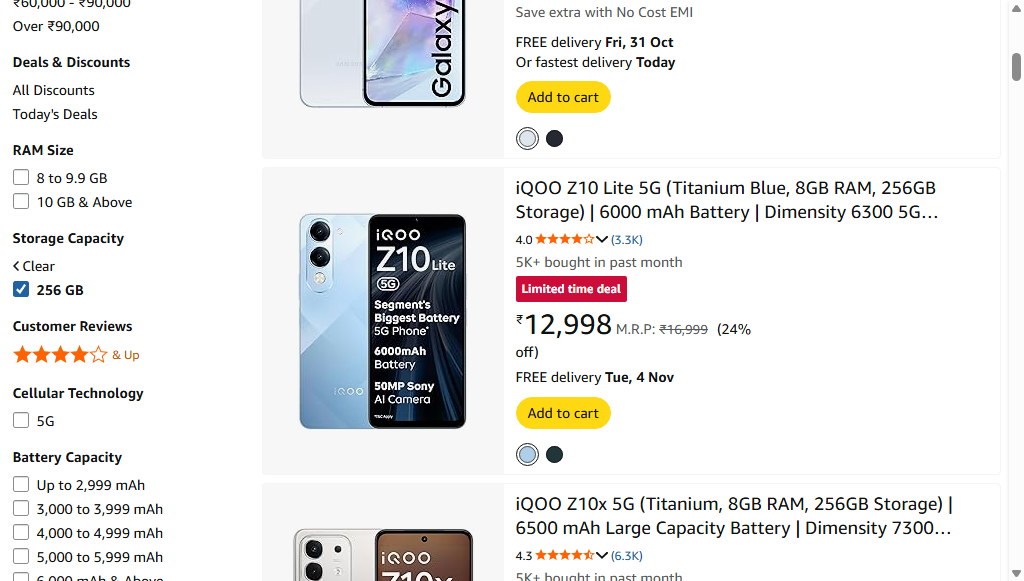 ₹60,000 - ₹90,000
Over ₹90,000
Deals & Discounts
All Discounts
Today's Deals
RAM Size
8 to 9.9 GB
10 GB & Above
Storage Capacity
Clear
256 GB
Customer Reviews
& Up
Cellular Technology
5G
Battery Capacity
Up to 2,999 mAh
3,000 to 3,999 mAh
4,000 to 4,999 mAh
5,000 to 5,999 mAh
6,000 mAh & Above
Galaxy
Save extra with No Cost EMI
FREE delivery Fri, 31 Oct
Or fastest delivery Today
Add to cart
iQOO
Z10 Lite
5G
Segment's
Biggest Battery
5G Phone*
6000mAh
Battery
50MP Sony
AI Camera
*T&C Apply
iQOO
iQOO Z10 Lite 5G (Titanium Blue, 8GB RAM, 256GB
Storage) | 6000 mAh Battery | Dimensity 6300 5G…
4.0 (3.3K)
5K+ bought in past month
Limited time deal
₹12,998 M.R.P: ₹16,999 (24%
off)
FREE delivery Tue, 4 Nov
Add to cart
iQOO
Z10x
iQOO Z10x 5G (Titanium, 8GB RAM, 256GB Storage) |
6500 mAh Large Capacity Battery | Dimensity 7300…
4.3 (6.3K)
5K+ bought in past month